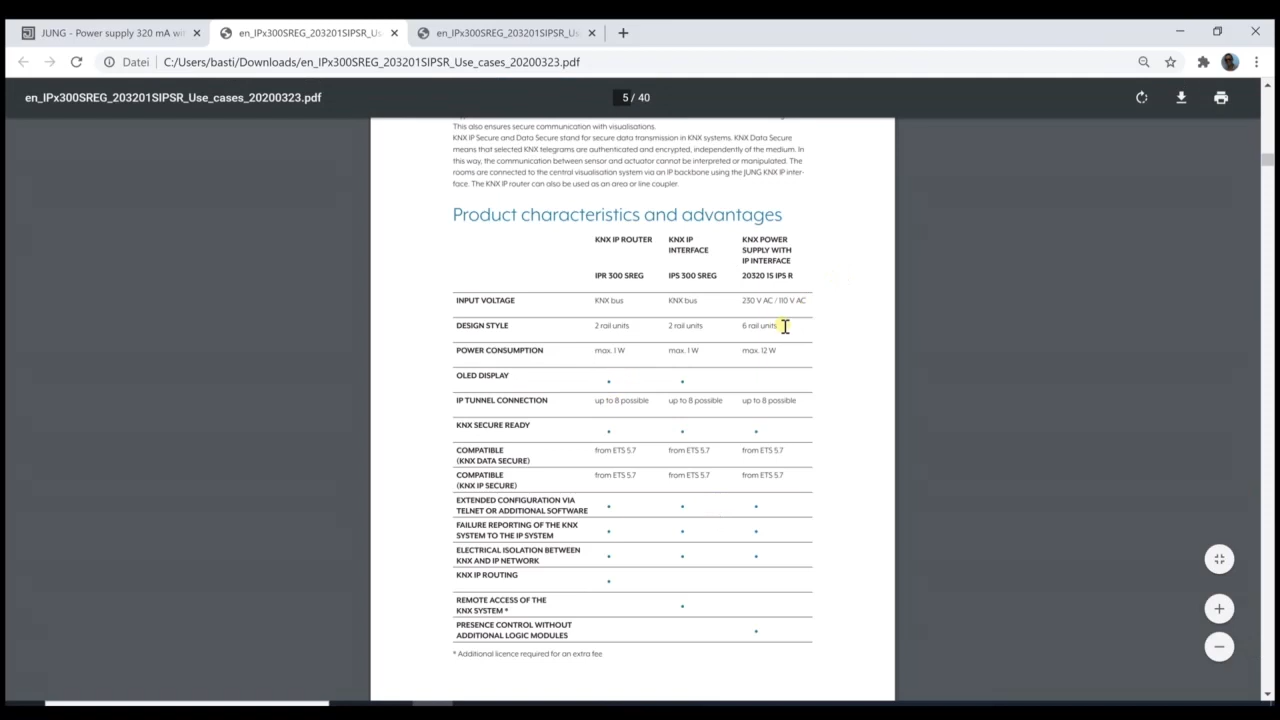 JUNG - Power supply 320 mA wi
en_IPx300SREG_203201SIPSR_Us
en_IPx300SREG_203201SIPSR_Us
Datei
C:/Users/basti/Downloads/en_IPx300SREG_203201SIPSR_Use_cases_20200323.pdf
en_IPx300SREG_203201SIPSR_Use_cases_20200323.pdf
5 / 40
This also ensures secure communication with visualisations.
KNX IP Secure and Data Secure stand for secure data transmission in KNX systems. KNX Data Secure
means that selected KNX telegrams are authenticated and encrypted, independently of the medium. In
this way, the communication between sensor and actuator cannot be interpreted or manipulated. The
rooms are connected to the central visualisation system via an IP backbone using the JUNG KNX IP inter-
face. The KNX IP router can also be used as an area or line coupler.
Product characteristics and advantages
KNX IP ROUTER KNX IP KNX POWER
INTERFACE SUPPLY WITH
IP INTERFACE
IPR 300 SREG IPS 300 SREG 20320 IS IPS R
INPUT VOLTAGE KNX bus KNX bus 230 V AC / 110 V AC
DESIGN STYLE 2 rail units 2 rail units 6 rail units
POWER CONSUMPTION max. 1 W max. 1 W max. 12 W
OLED DISPLAY • •
IP TUNNEL CONNECTION up to 8 possible up to 8 possible up to 8 possible
KNX SECURE READY • • •
COMPATIBLE from ETS 5.7 from ETS 5.7 from ETS 5.7
(KNX DATA SECURE)
COMPATIBLE from ETS 5.7 from ETS 5.7 from ETS 5.7
(KNX IP SECURE)
EXTENDED CONFIGURATION VIA
TELNET OR ADDITIONAL SOFTWARE • • •
FAILURE REPORTING OF THE KNX
SYSTEM TO THE IP SYSTEM • • •
ELECTRICAL ISOLATION BETWEEN
KNX AND IP NETWORK • • •
KNX IP ROUTING •
REMOTE ACCESS OF THE
KNX SYSTEM * •
PRESENCE CONTROL WITHOUT
ADDITIONAL LOGIC MODULES •
* Additional licence required for an extra fee